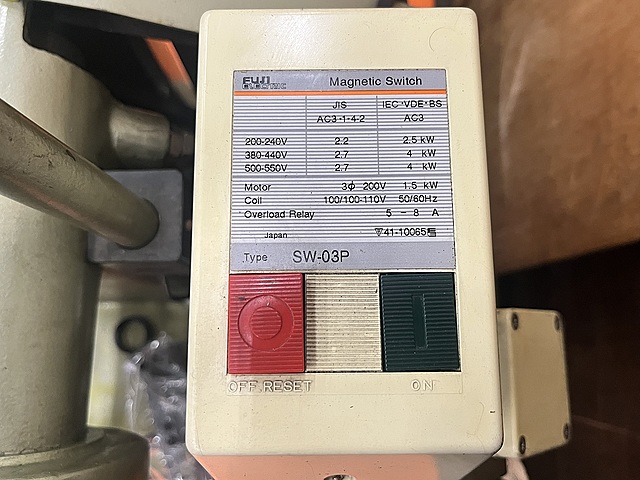 FUJI ELECTRIC Magnetic Switch
JIS IEC・VDE・BS
AC3-1-4-2 AC3
200-240V 2.2 2.5 kW
380-440V 2.7 4 kW
500-550V 2.7 4 kW
Motor 3φ 200V 1.5 kW
Coil 100/100-110V 50/60Hz
Overload Relay 5 - 8 A
Japan ▽41-10065
Type SW-03P
OFF RESET ON